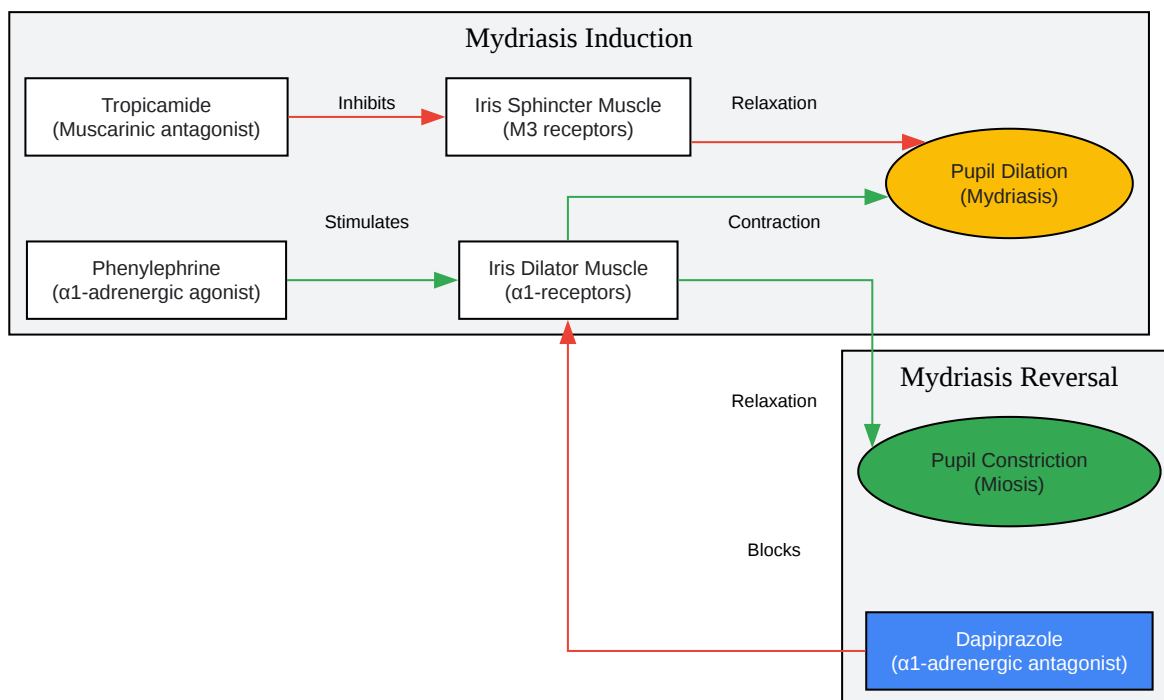 Mydriasis Induction
Tropicamide
(Muscarinic antagonist)
Inhibits
Iris Sphincter Muscle
(M3 receptors)
Relaxation
Pupil Dilation
(Mydriasis)
Phenylephrine
(α1-adrenergic agonist)
Stimulates
Iris Dilator Muscle
(α1-receptors)
Contraction
Mydriasis Reversal
Relaxation
Pupil Constriction
(Miosis)
Blocks
Dapiprazole
(α1-adrenergic antagonist)